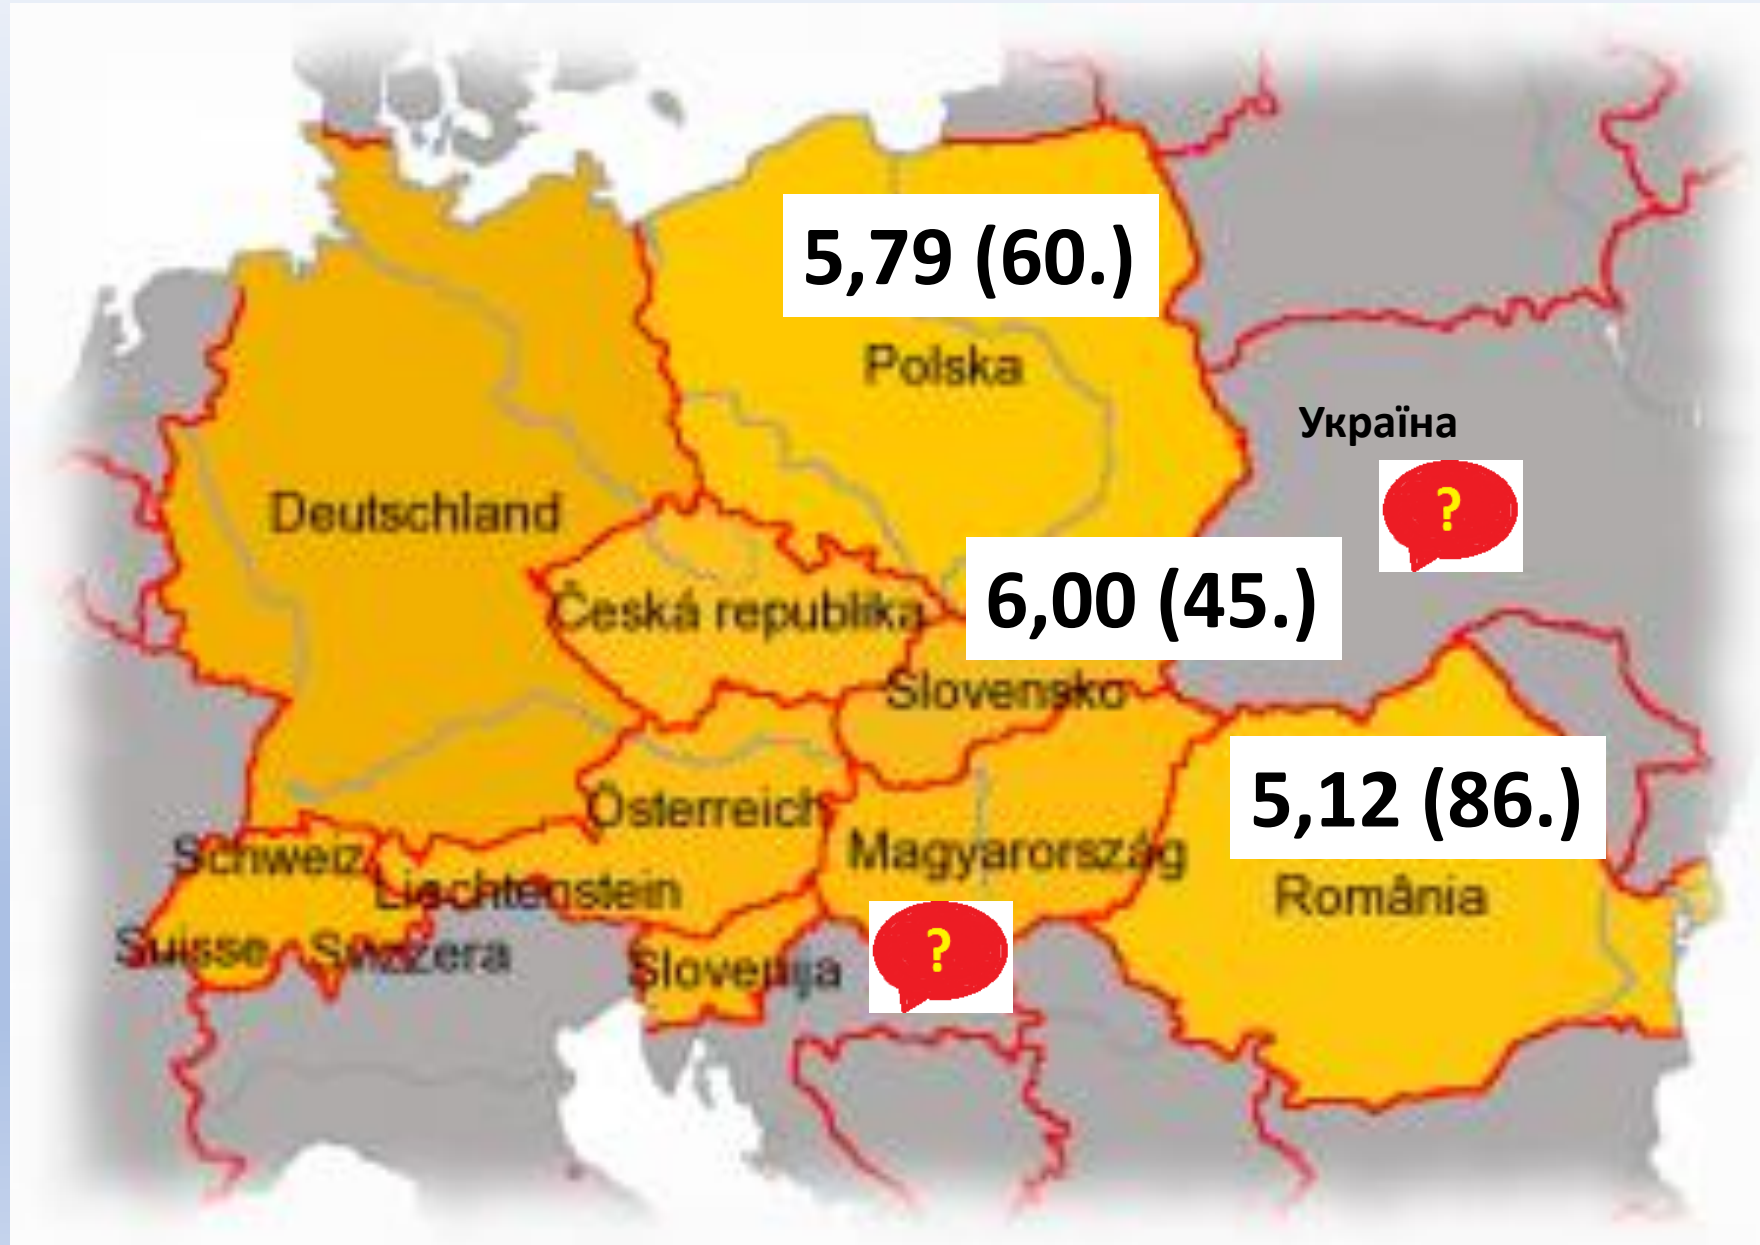 5,79 (60.)
Polska
Україна
?
Deutschland
6,00 (45.)
Česká republika
Slovensko
5,12 (86.)
Österreich
Magyarország
Schweiz
Liechtenstein
România
Suisse
Svizzera
Slovenija
?